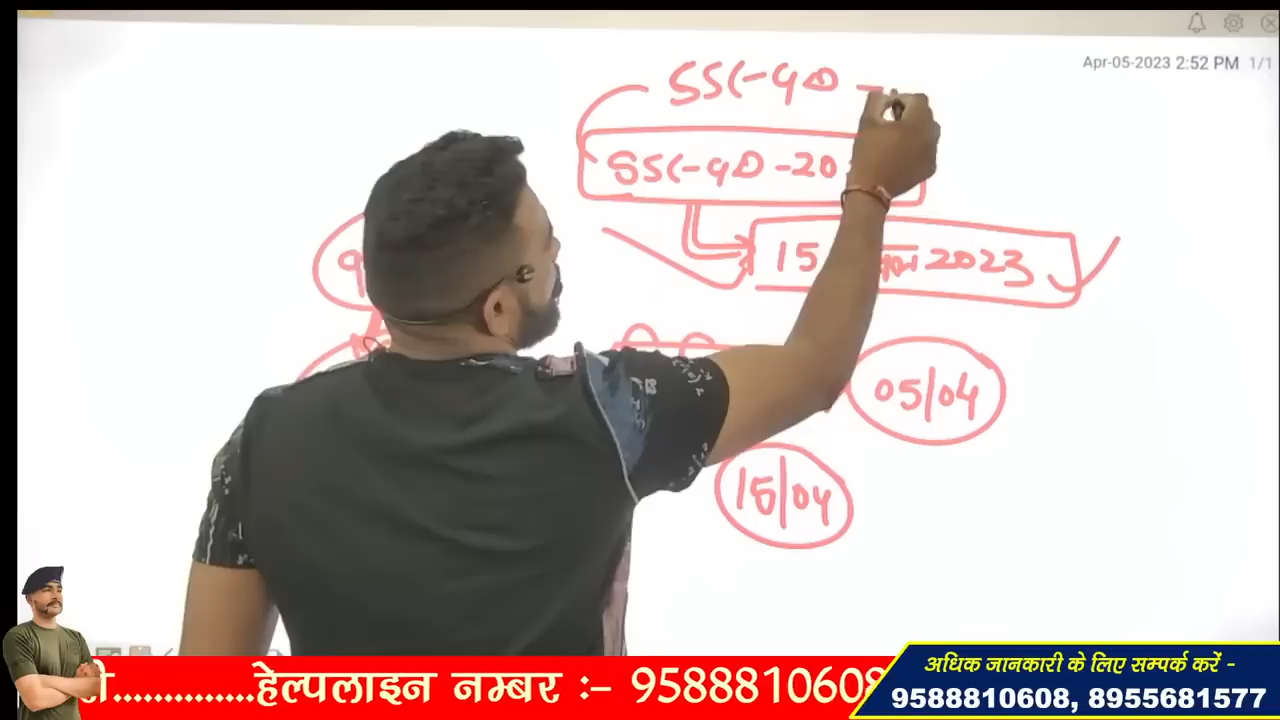 Apr-05-2023 2:52 PM 1/1
SSC-GD -
SSC-GD -20
15 2023
05/04
15/04
..............हेल्पलाइन नम्बर :- 9588810608
अधिक जानकारी के लिए सम्पर्क करें -
9588810608, 8955681577